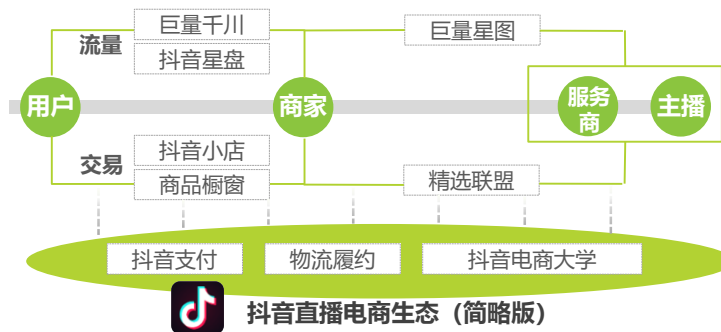 巨量千川
巨量星图
流量
抖音星盘
用户
商家
服务
商
主播
抖音小店
交易
商品橱窗
精选联盟
抖音支付
物流履约
抖音电商大学
抖音直播电商生态（简略版）